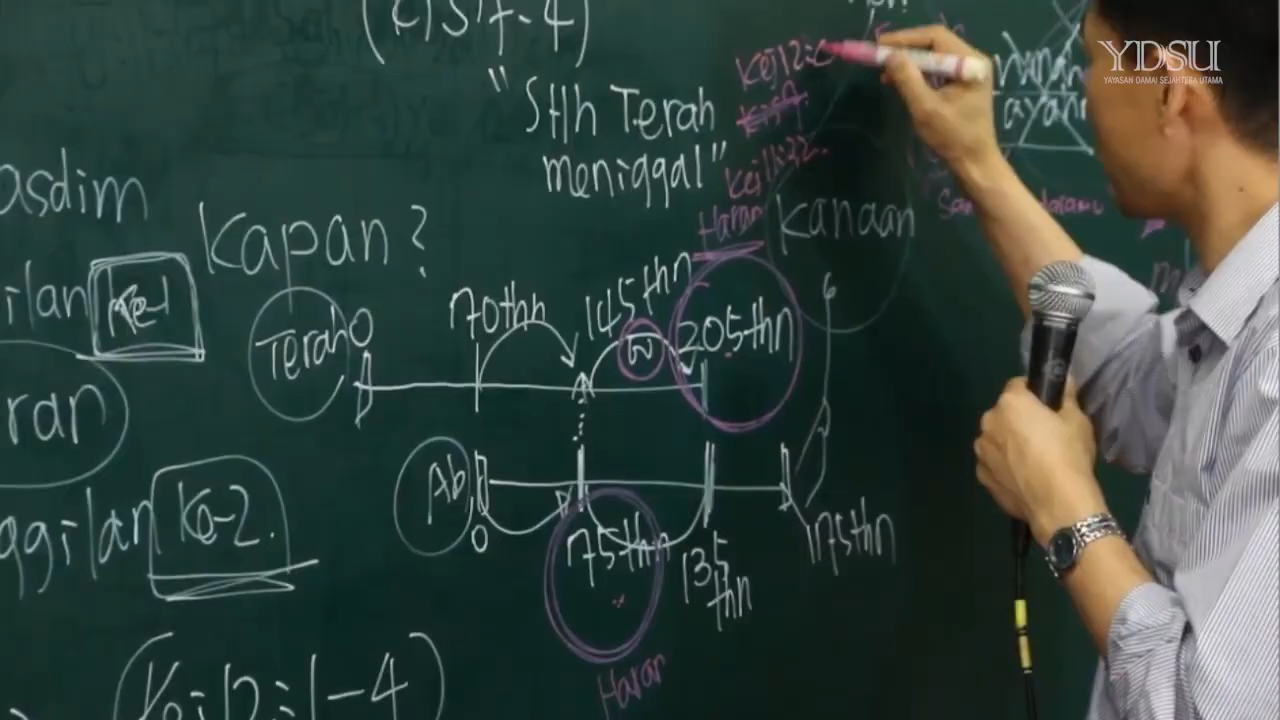 YDSU
YAYASAN DAMAI SEJAHTERA UTAMA
(KIS 7-4)
"Stlh Terah
meniggal"
Kej 12:
Kis 7
Kej 11:32
Haran
Kanaan
asdim
Kapan?
ilan Ke-1
Terah 0
70thn
145thn
60
205thn
ran
Ab
0
75thn
135
thn
175thn
Haran
ggilan Ke-2.
(Kej 12:1-4)